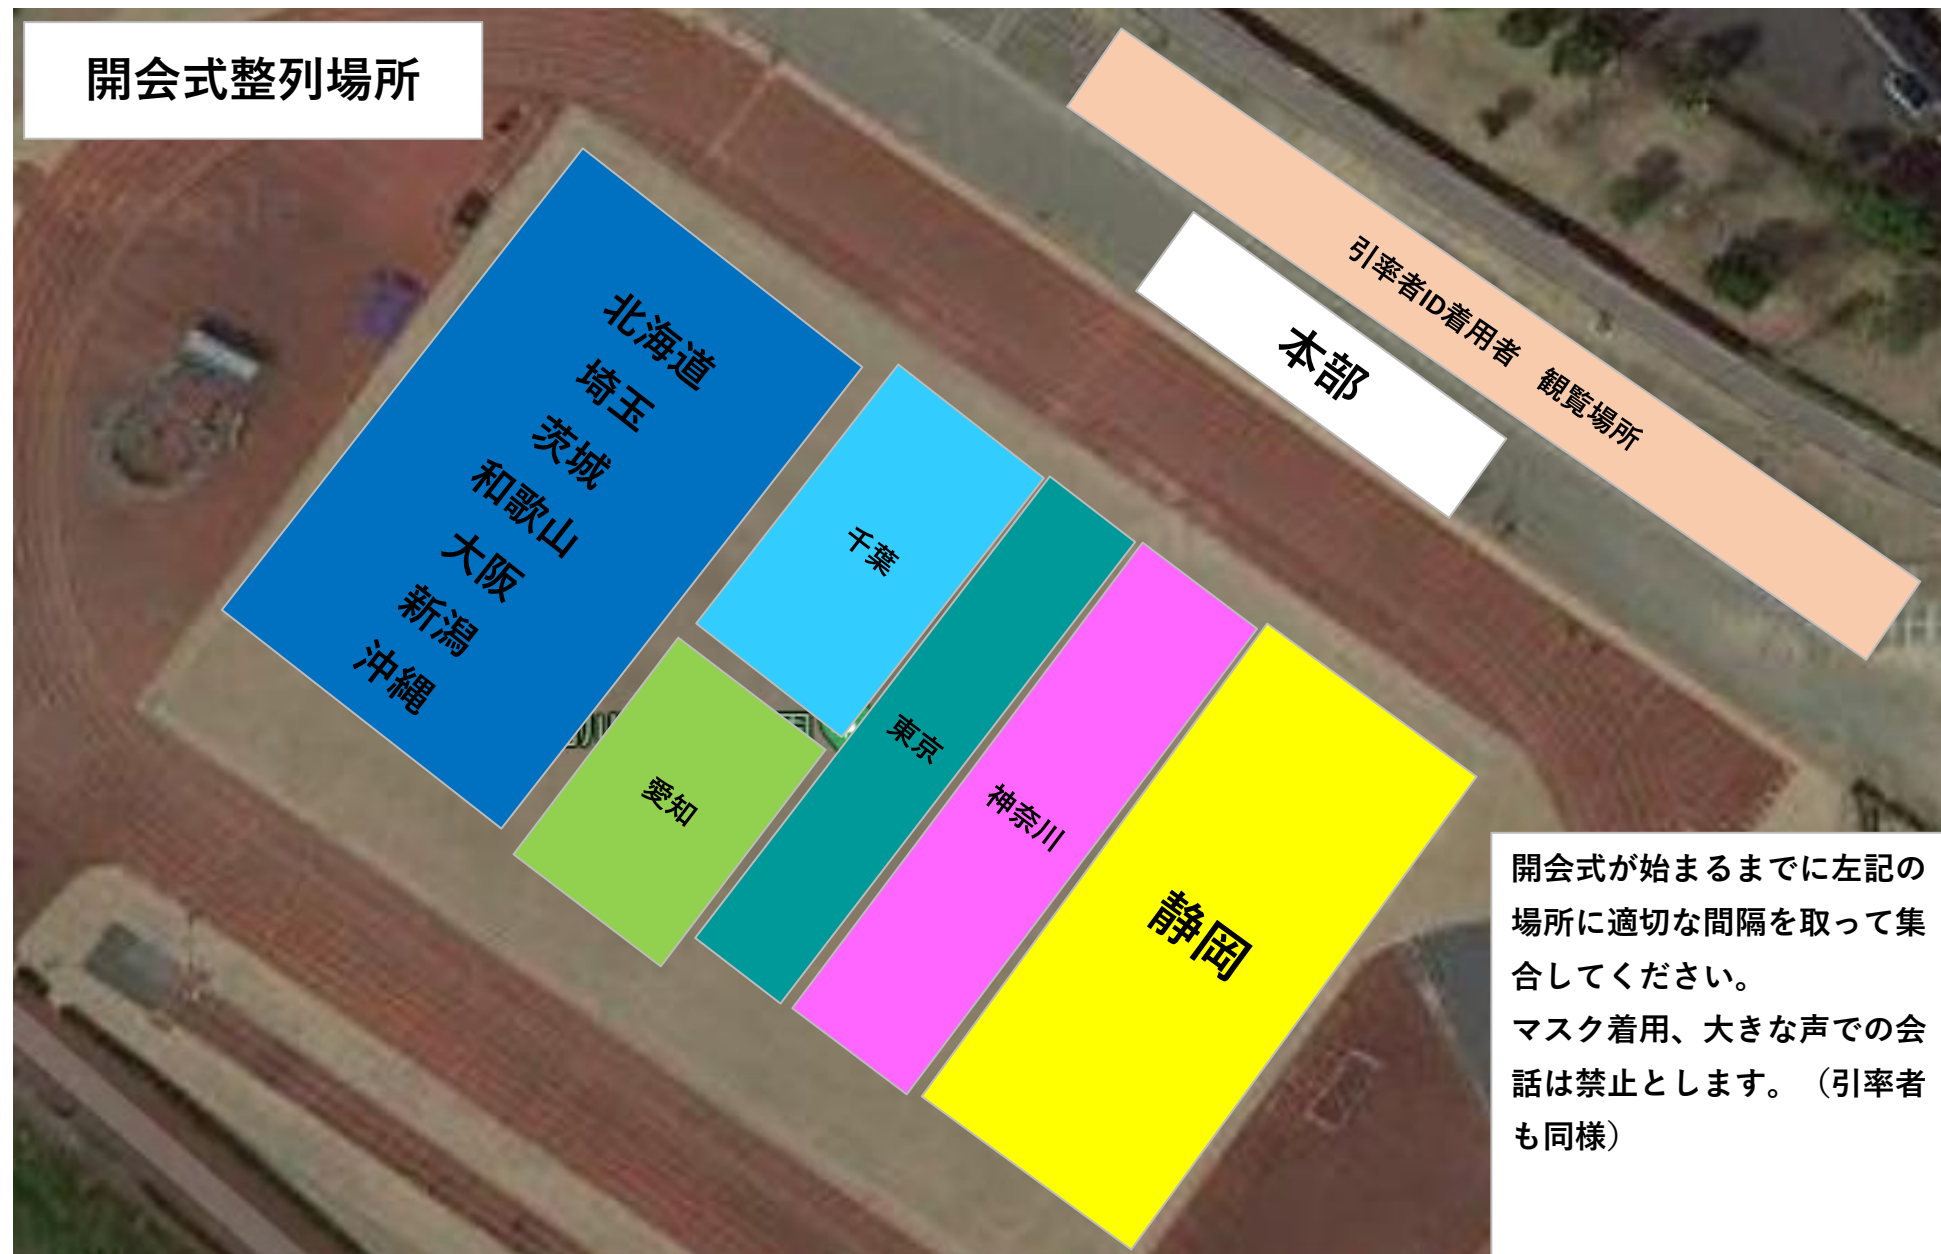 開会式整列場所
引率者ID着用者　観覧場所
本部
北海道
埼玉
茨城
和歌山
大阪
新潟
沖縄
千葉
愛知
東京
神奈川
静岡
開会式が始まるまでに左記の
場所に適切な間隔を取って集
合してください。
マスク着用、大きな声での会
話は禁止とします。（引率者
も同様）